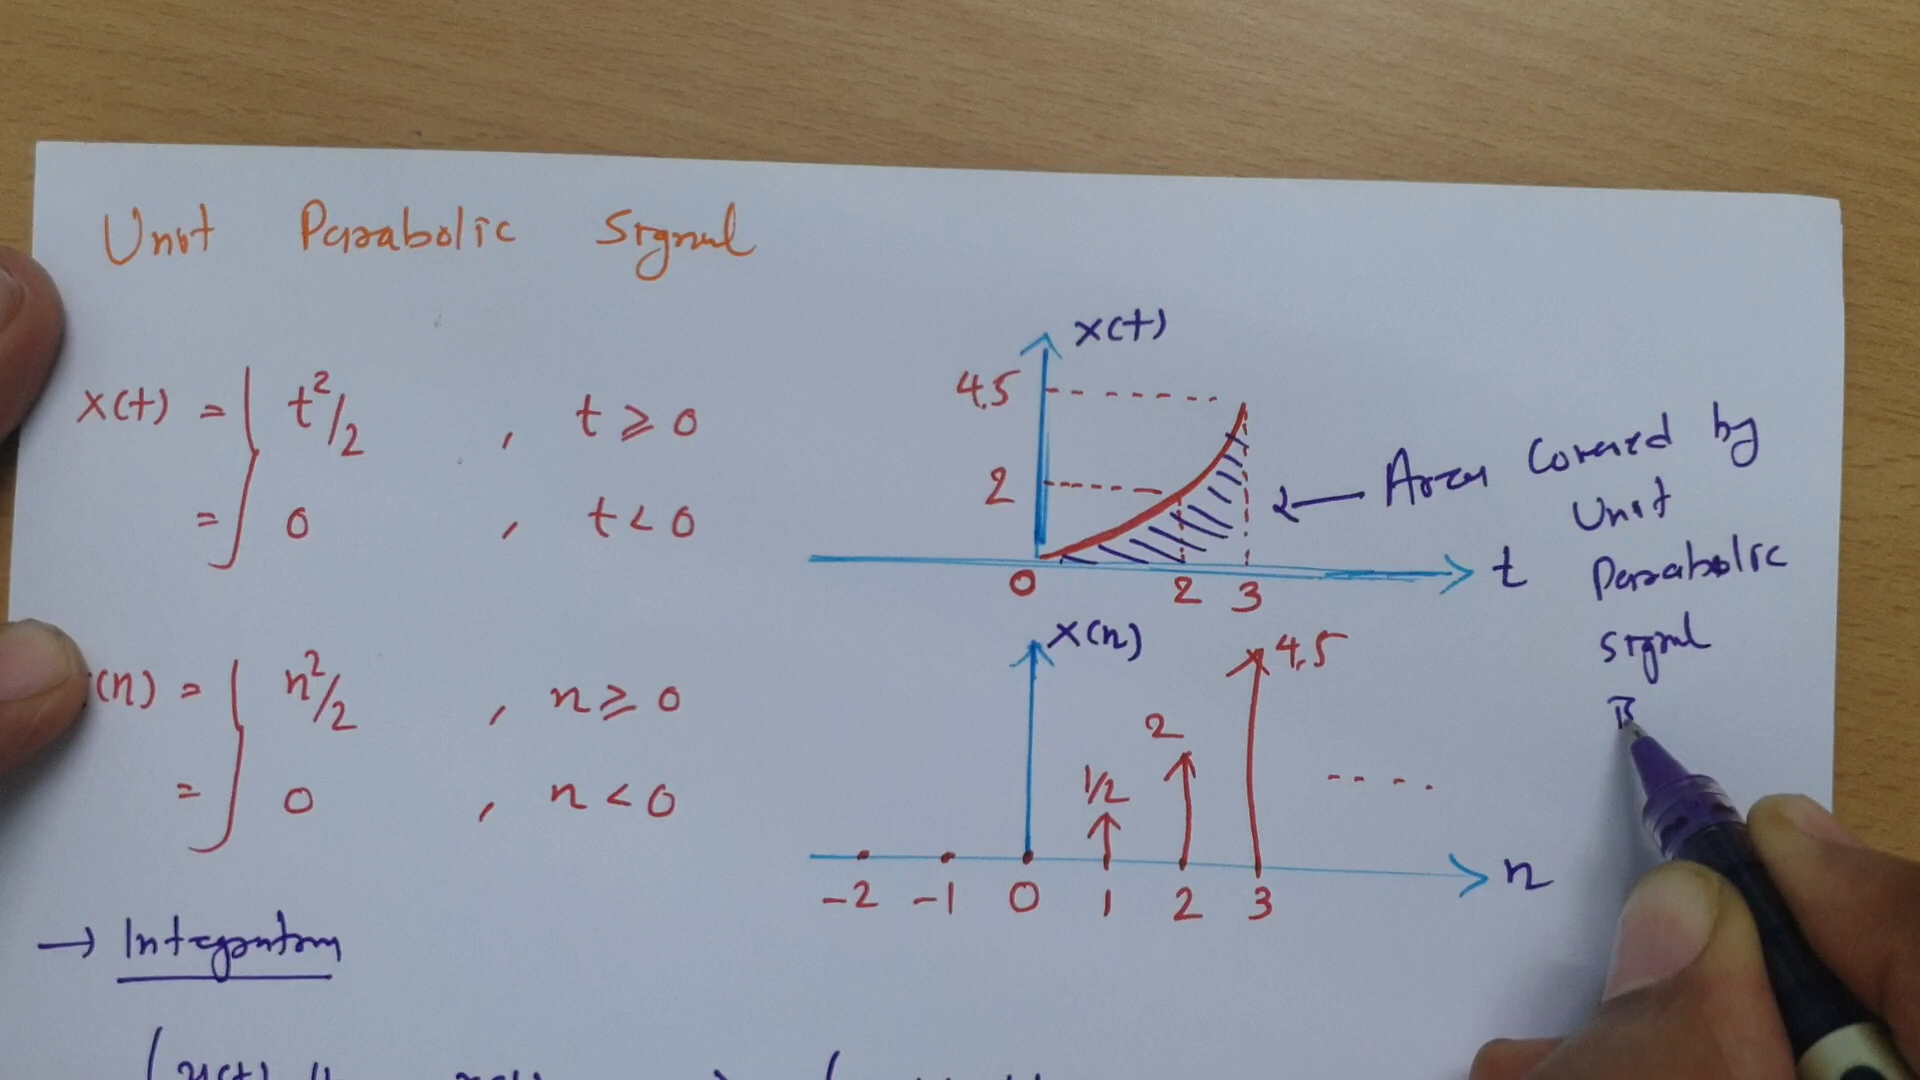 Unit Parabolic Signal
x(t) = { t²/2 , t ≥ 0
= 0 , t < 0
x(t)
4.5
2
0 2 3 t
← Area Covered by
Unit
Parabolic
signal
(n) = { n²/2 , n ≥ 0
= 0 , n < 0
x(n)
1/2 2 4.5 ----
-2 -1 0 1 2 3 n
→ Integration